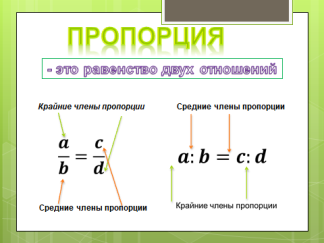 ПРОПОРЦИЯ
- это равенство двух отношений
Крайние члены пропорции
a/b = c/d
Средние члены пропорции
Средние члены пропорции
a : b = c : d
Крайние члены пропорции